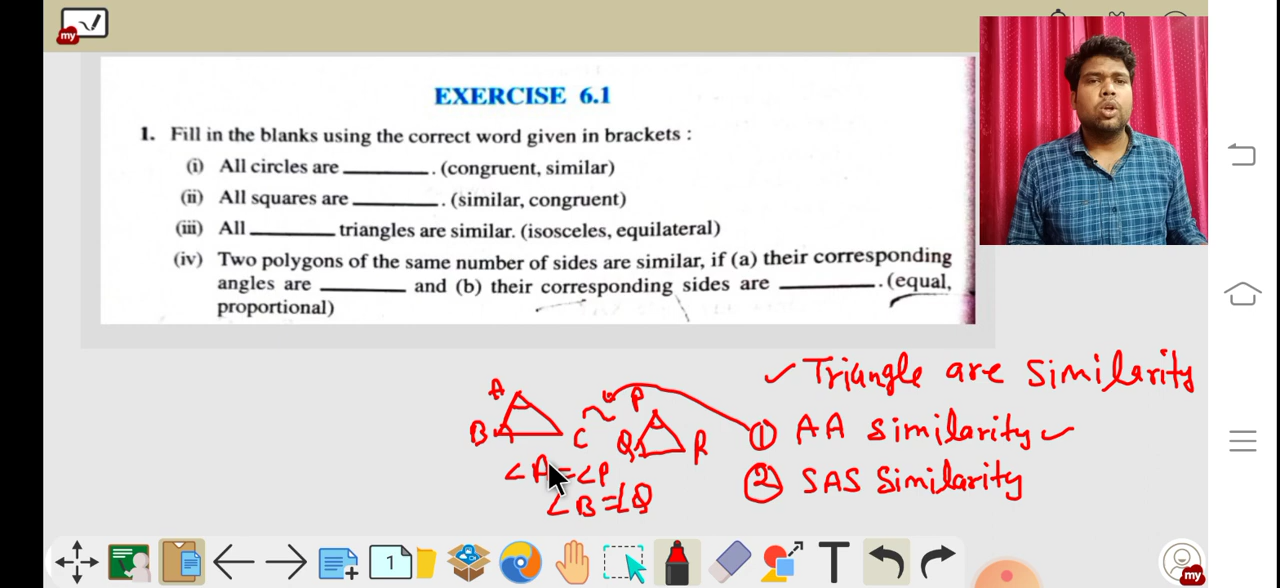 my
EXERCISE 6.1
1. Fill in the blanks using the correct word given in brackets :
(i) All circles are ________. (congruent, similar)
(ii) All squares are ________. (similar, congruent)
(iii) All ________ triangles are similar. (isosceles, equilateral)
(iv) Two polygons of the same number of sides are similar, if (a) their corresponding
angles are ________ and (b) their corresponding sides are ________. (equal,
proportional)
✓ Triangle are similarity
A
B
C
~
P
Q
R
① AA similarity ✓
∠A=∠P
② SAS Similarity
∠B=∠Q
1
T
my